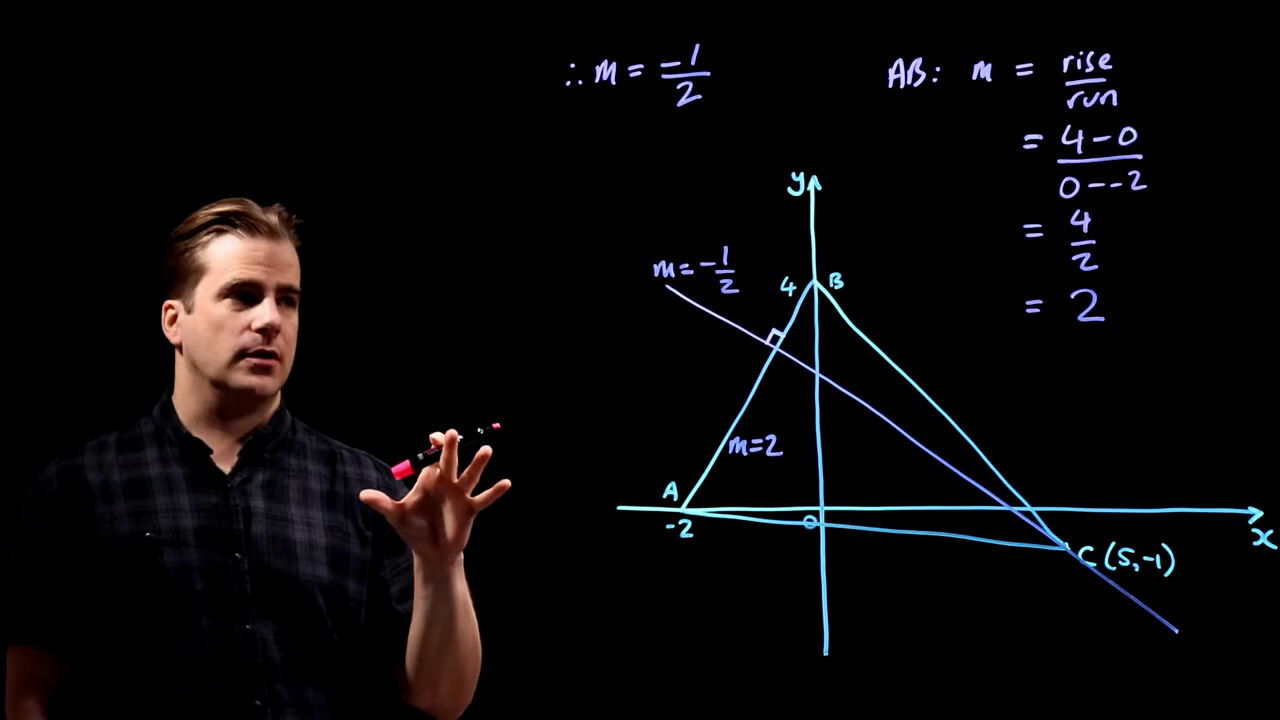 ∴ m = -1/2
AB: m = rise/run
= 4-0/0--2
= 4/2
= 2
y
m=-1/2
4 B
m=2
A
-2
0
x
C (5,-1)